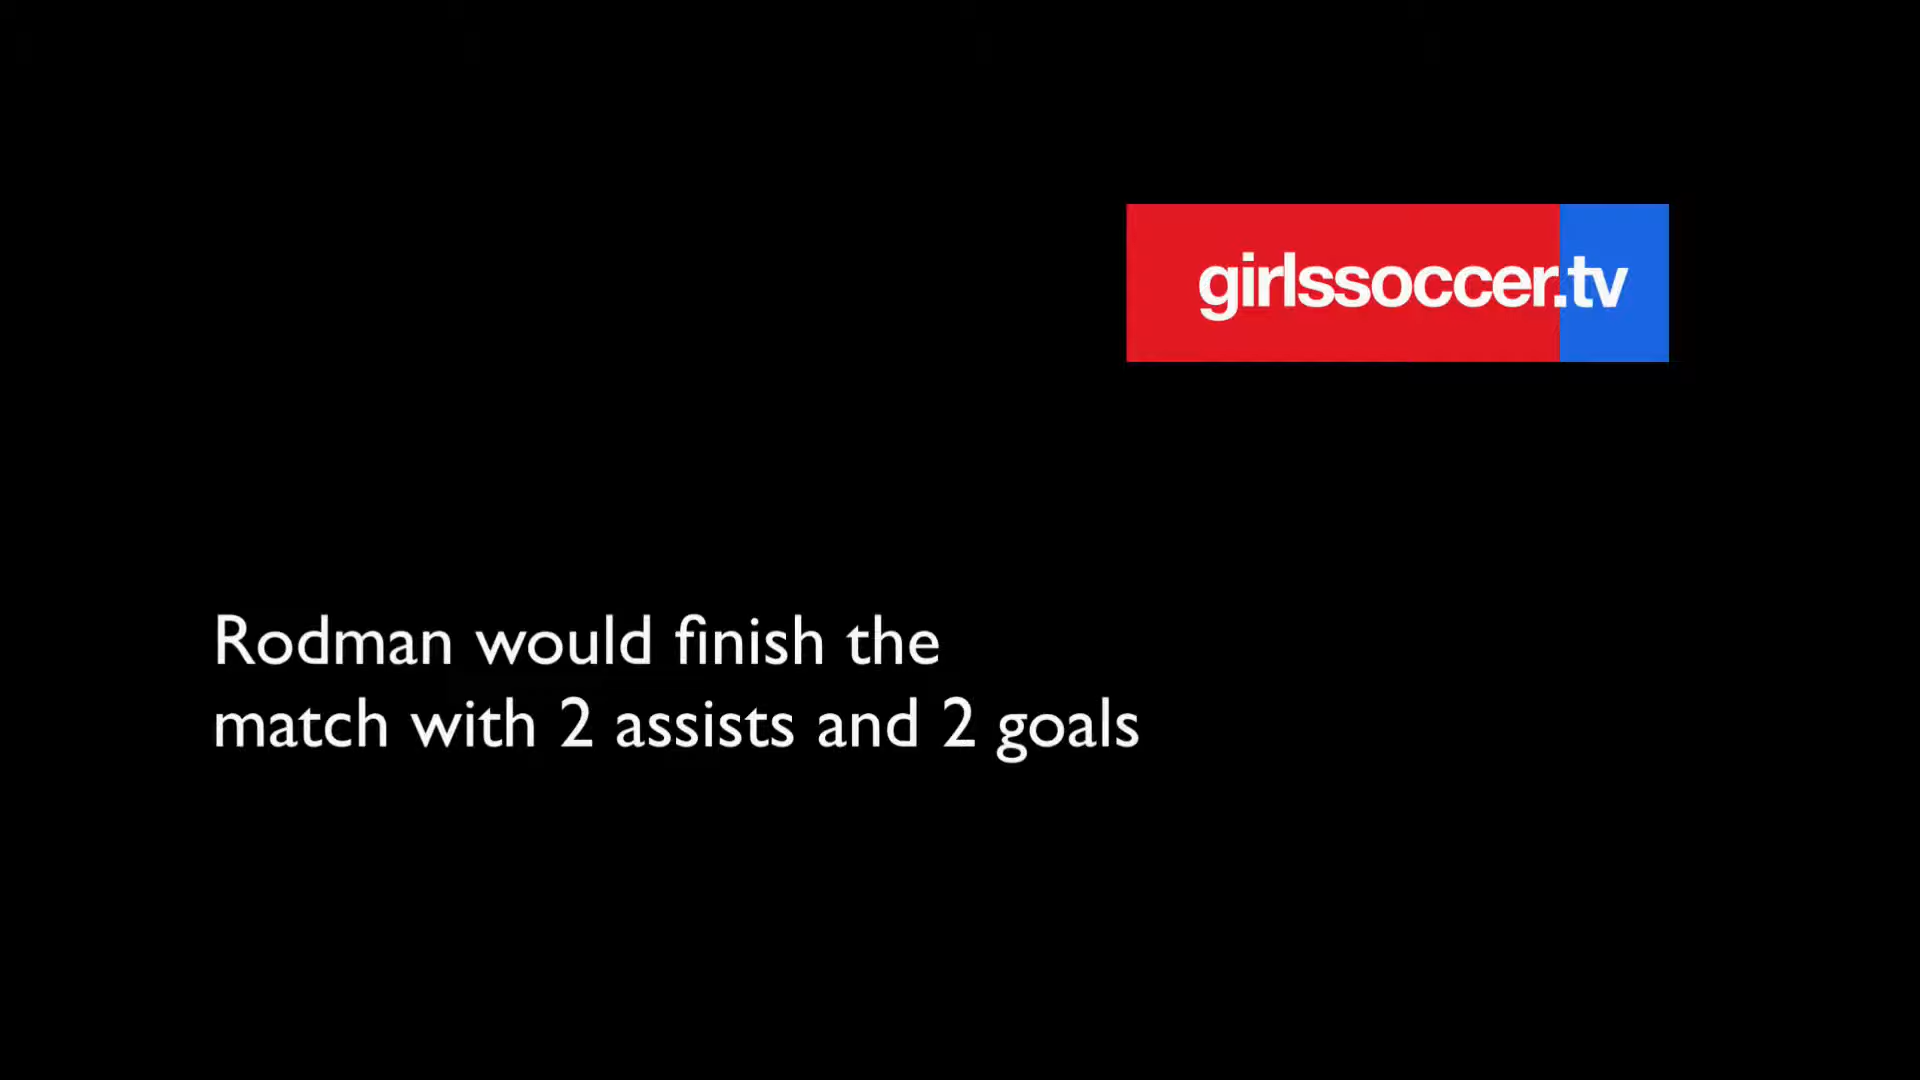 girlssoccer.tv
Rodman would finish the
match with 2 assists and 2 goals